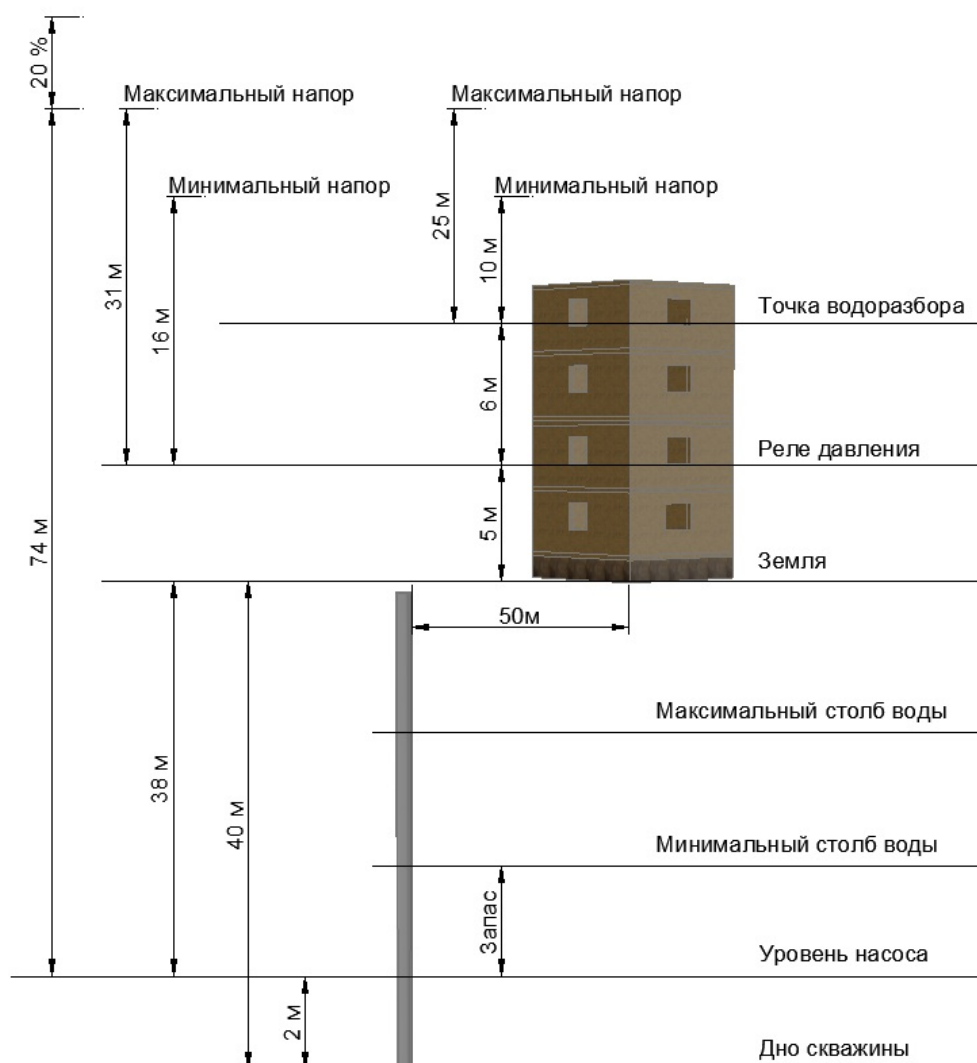 20 %
Максимальный напор
Максимальный напор
Минимальный напор
Минимальный напор
25 м
10 м
31 м
16 м
Точка водоразбора
6 м
Реле давления
5 м
74 м
Земля
50м
Максимальный столб воды
38 м
40 м
Минимальный столб воды
Запас
Уровень насоса
2 м
Дно скважины